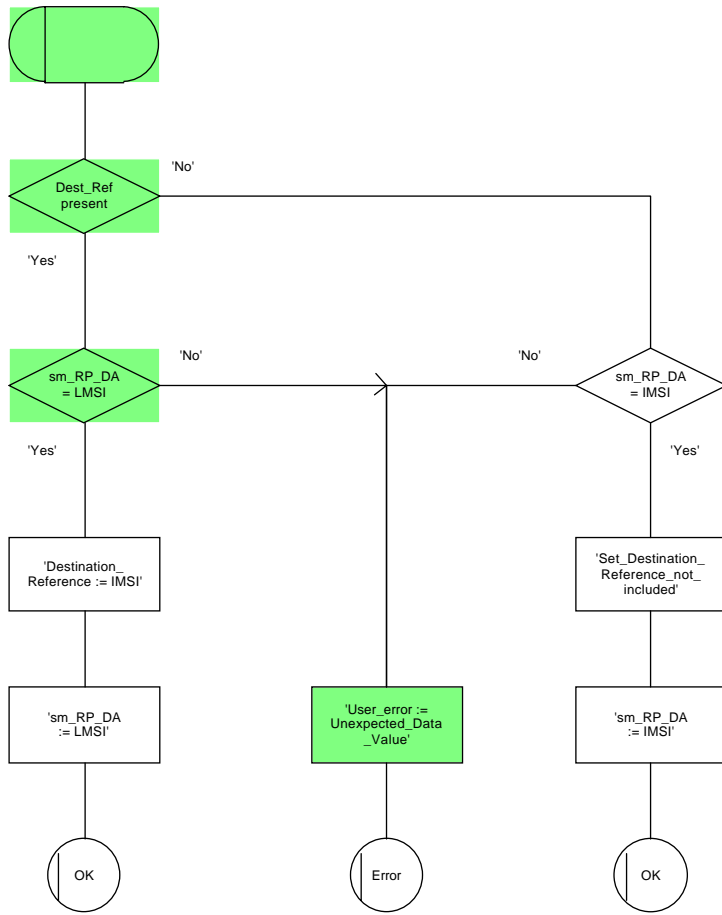 'No'
Dest_Ref
present
'Yes'
'No'
'No'
sm_RP_DA
= LMSI
sm_RP_DA
= IMSI
'Yes'
'Yes'
'Destination_
Reference := IMSI'
'Set_Destination_
Reference_not_
included'
'sm_RP_DA
:= LMSI'
'User_error :=
Unexpected_Data
_Value'
'sm_RP_DA
:= IMSI'
OK
Error
OK